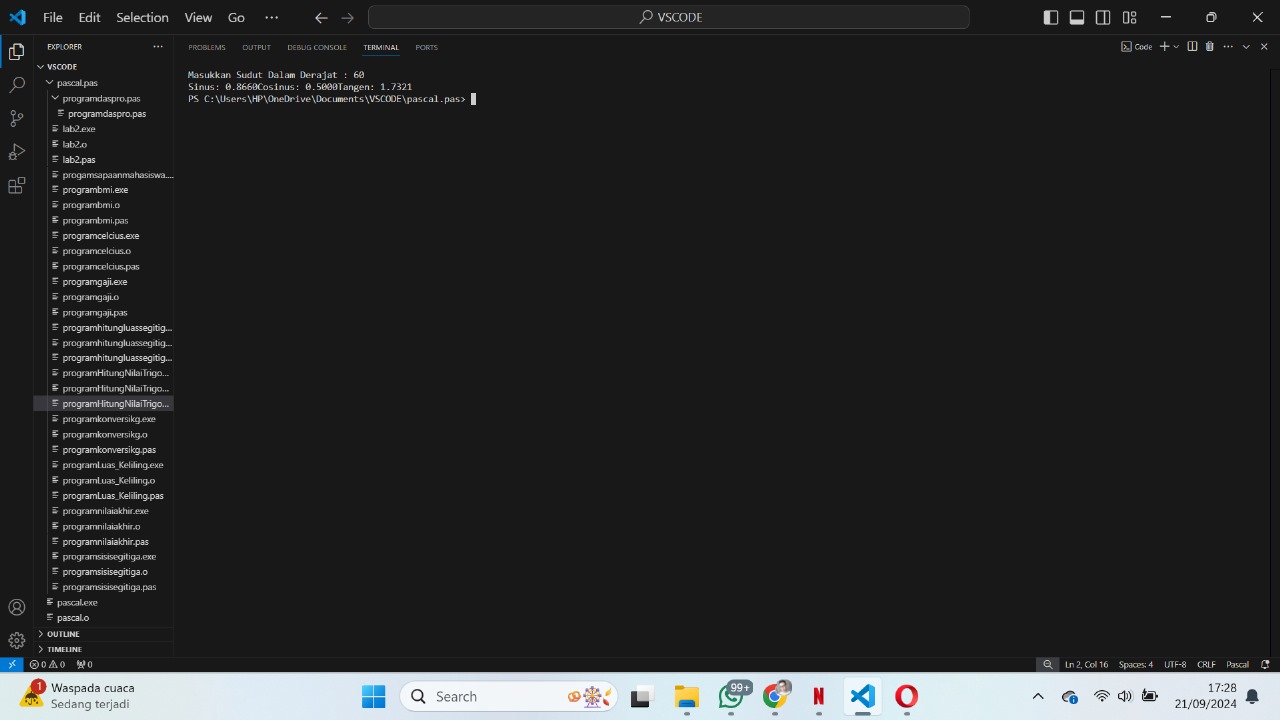 File Edit Selection View Go ···
VSCODE
EXPLORER
PROBLEMS OUTPUT DEBUG CONSOLE TERMINAL PORTS
Code
VSCODE
pascal.pas
programdaspro.pas
programdaspro.pas
lab2.exe
lab2.o
lab2.pas
progamsapaanmahasiswa....
programbmi.exe
programbmi.o
programbmi.pas
programcelcius.exe
programcelcius.o
programcelcius.pas
programgaji.exe
programgaji.o
programgaji.pas
programhitungluassegitig...
programhitungluassegitig...
programhitungluassegitig...
programHitungNilaiTrigo...
programHitungNilaiTrigo...
programHitungNilaiTrigo...
programkonversikg.exe
programkonversikg.o
programkonversikg.pas
programLuas_Keliling.exe
programLuas_Keliling.o
programLuas_Keliling.pas
programnilaiakhir.exe
programnilaiakhir.o
programnilaiakhir.pas
programsisisegitiga.exe
programsisisegitiga.o
programsisisegitiga.pas
pascal.exe
pascal.o
OUTLINE
TIMELINE
Masukkan Sudut Dalam Derajat : 60
Sinus: 0.8660Cosinus: 0.5000Tangen: 1.7321
PS C:\Users\HP\OneDrive\Documents\VSCODE\pascal.pas>
0 0 0
Ln 2, Col 16 Spaces: 4 UTF-8 CRLF Pascal
1
Waspada cuaca
Sedang terjadi
Search
99+
17:28
21/09/2024